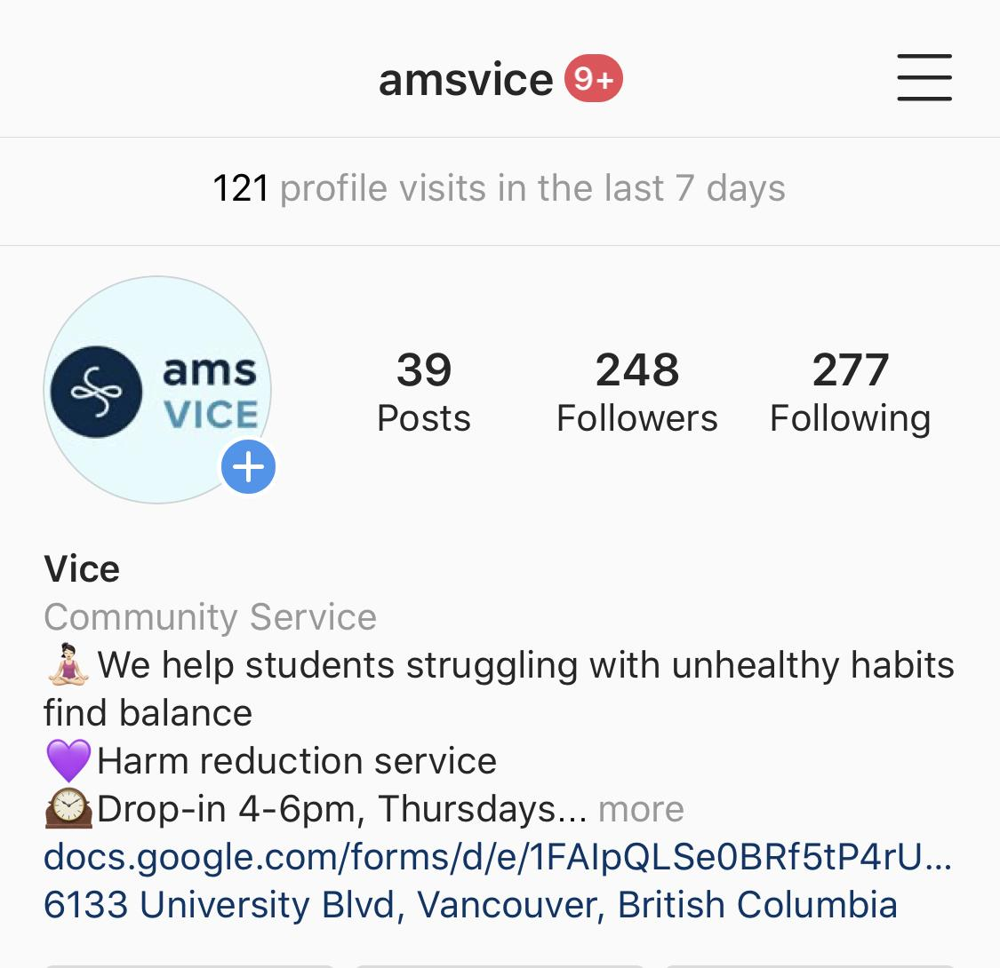 amsvice 9+
121 profile visits in the last 7 days
ams
VICE
39 248 277
Posts Followers Following
Vice
Community Service
We help students struggling with unhealthy habits
find balance
Harm reduction service
Drop-in 4-6pm, Thursdays... more
docs.google.com/forms/d/e/1FAIpQLSe0BRf5tP4rU...
6133 University Blvd, Vancouver, British Columbia